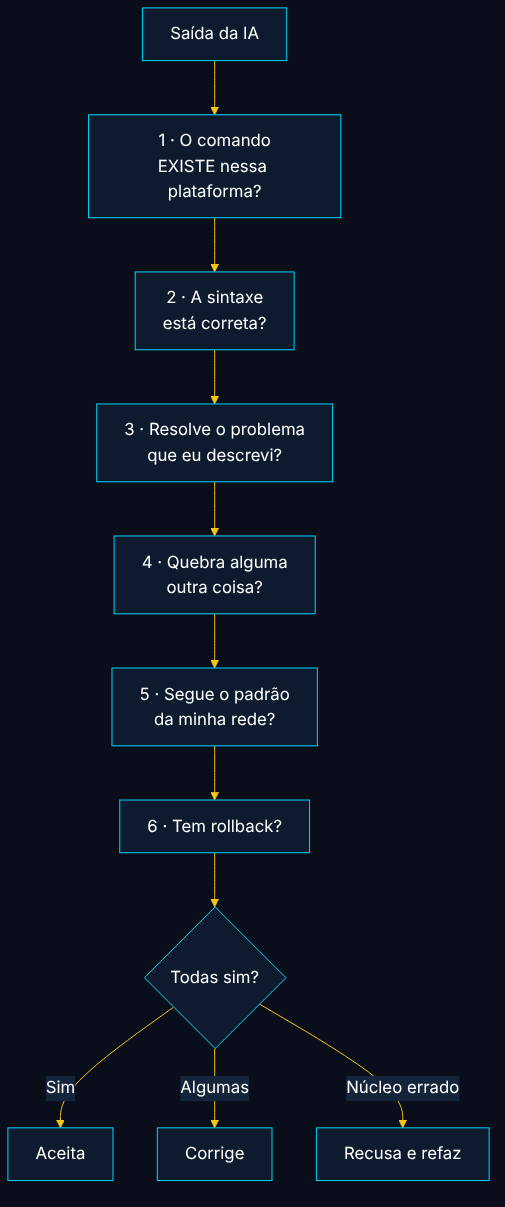 Saída da IA
1 · O comando
EXISTE nessa
plataforma?
2 · A sintaxe
está correta?
3 · Resolve o problema
que eu descrevi?
4 · Quebra alguma
outra coisa?
5 · Segue o padrão
da minha rede?
6 · Tem rollback?
Todas sim?
Sim
Algumas
Núcleo errado
Aceita
Corrige
Recusa e refaz